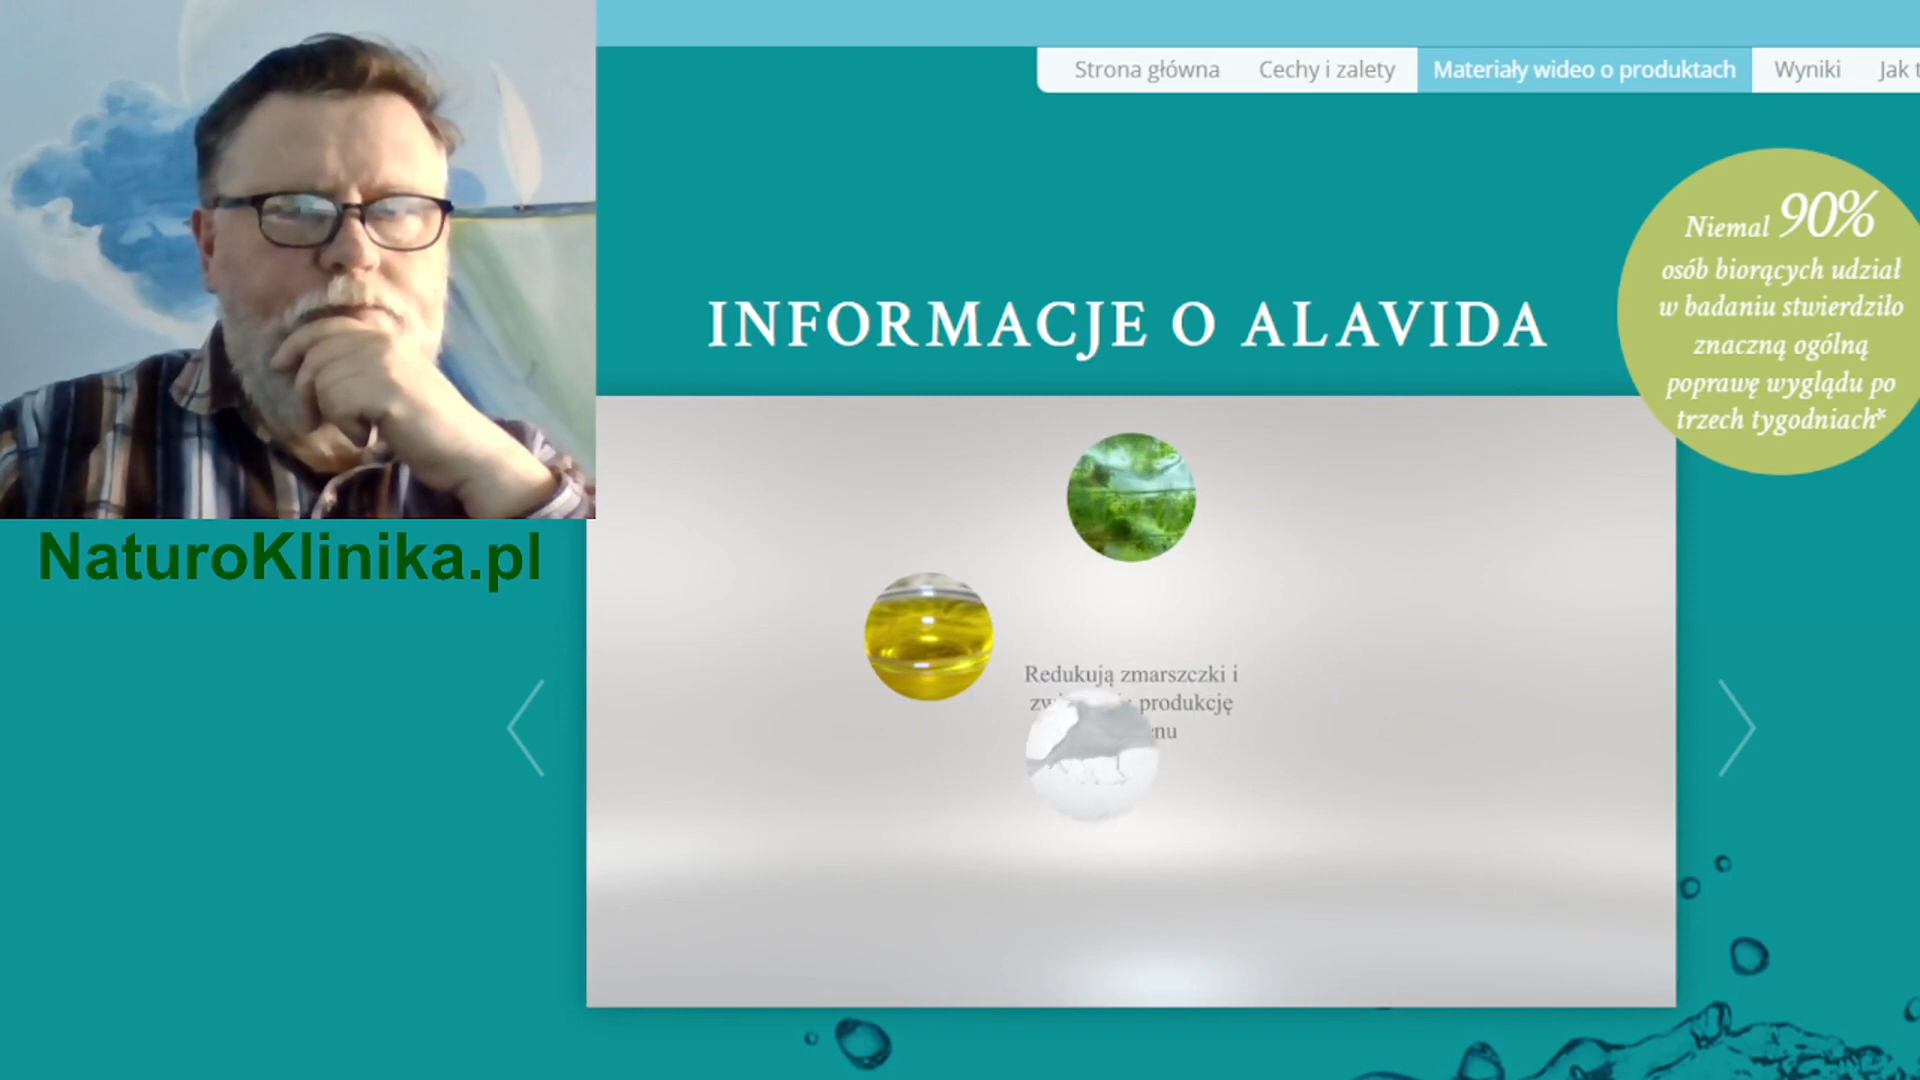 Strona główna
Cechy i zalety
Materiały wideo o produktach
Wyniki
Jak
Niemal 90%
osób biorących udział
w badaniu stwierdziło
znaczną ogólną
poprawę wyglądu po
trzech tygodniach*
INFORMACJE O ALAVIDA
NaturoKlinika.pl
Redukują zmarszczki i
produkcję